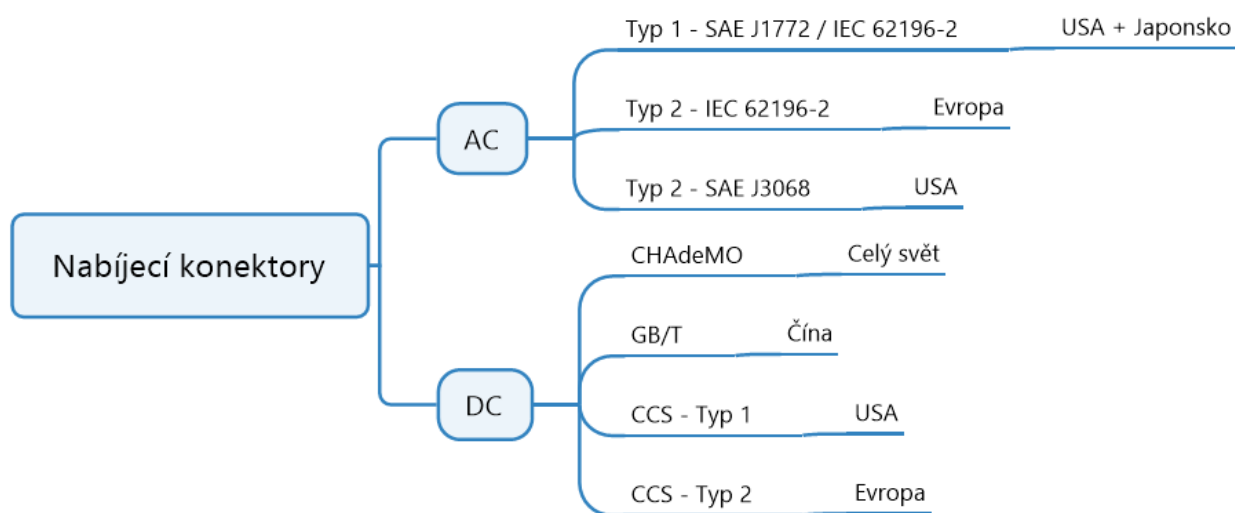 Nabíjecí konektory
AC
Typ 1 - SAE J1772 / IEC 62196-2
USA + Japonsko
Typ 2 - IEC 62196-2
Evropa
Typ 2 - SAE J3068
USA
DC
CHAdeMO
Celý svět
GB/T
Čína
CCS - Typ 1
USA
CCS - Typ 2
Evropa